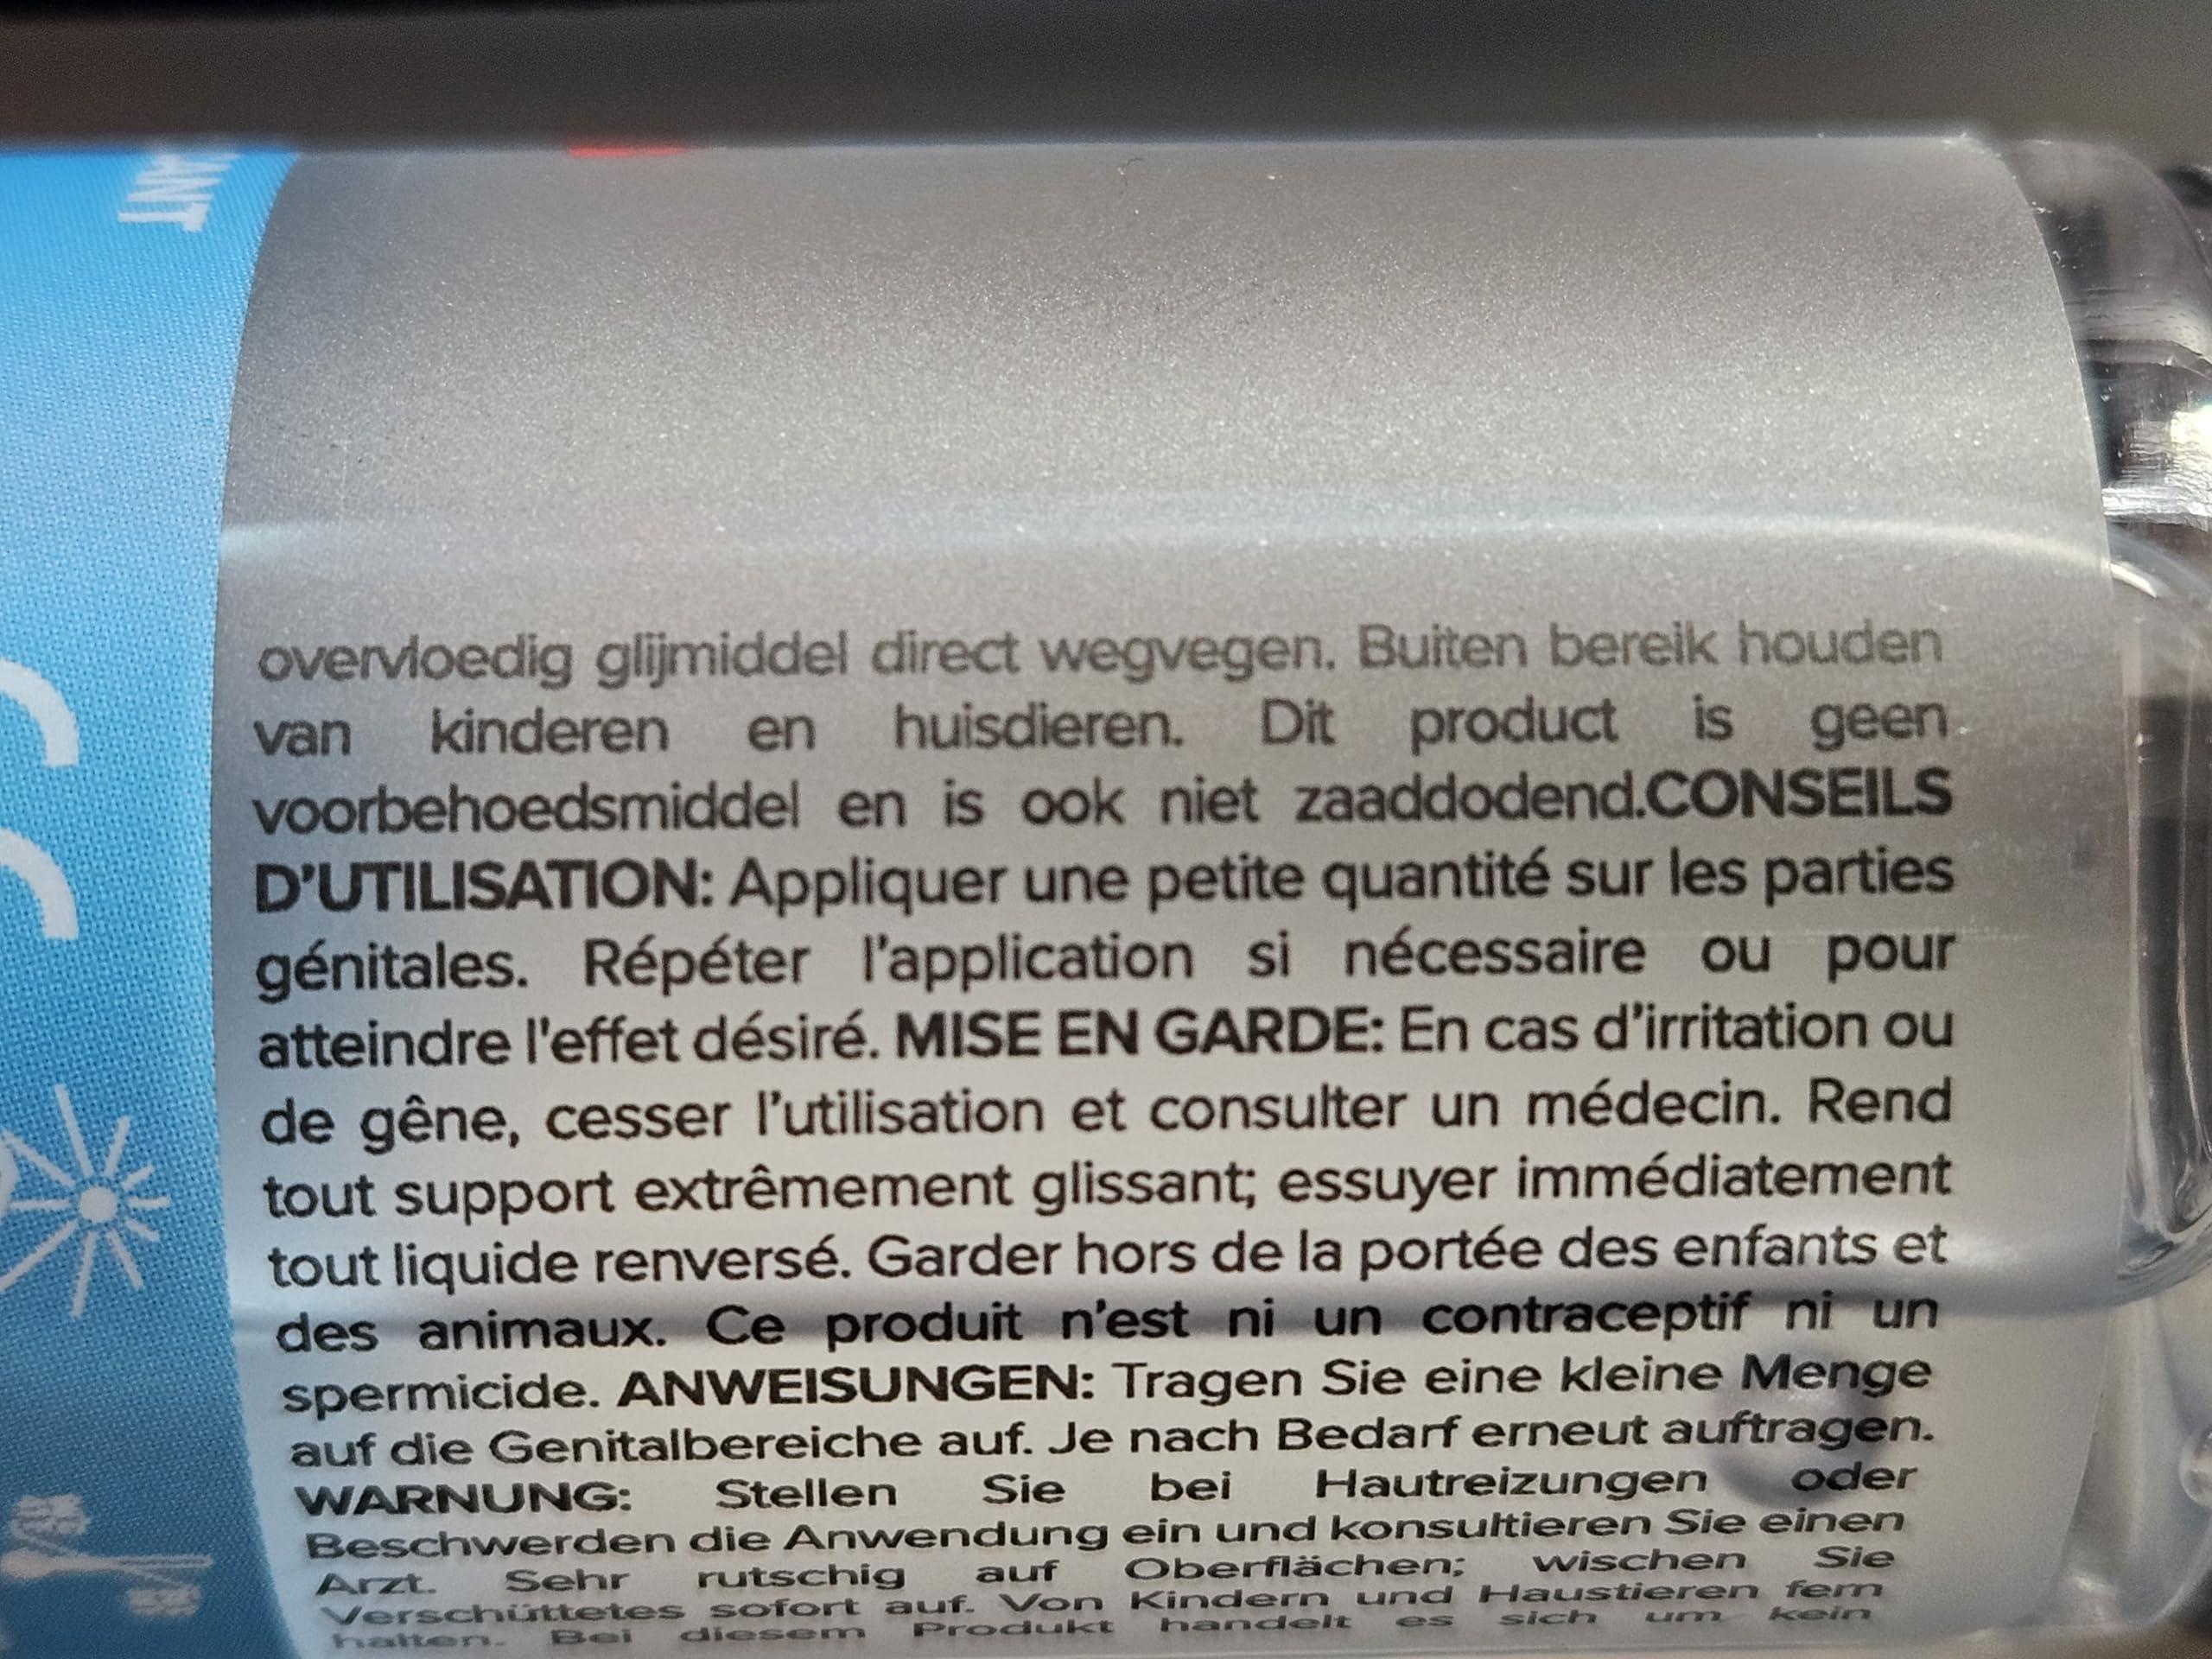 overvloedig glijmiddel direct wegvegen. Buiten bereik houden
van kinderen en huisdieren. Dit product is geen
voorbehoedsmiddel en is ook niet zaaddodend.CONSEILS
D'UTILISATION: Appliquer une petite quantité sur les parties
génitales. Répéter l'application si nécessaire ou pour
atteindre l'effet désiré. MISE EN GARDE: En cas d'irritation ou
de gêne, cesser l'utilisation et consulter un médecin. Rend
tout support extrêmement glissant; essuyer immédiatement
tout liquide renversé. Garder hors de la portée des enfants et
des animaux. Ce produit n'est ni un contraceptif ni un
spermicide. ANWEISUNGEN: Tragen Sie eine kleine Menge
auf die Genitalbereiche auf. Je nach Bedarf erneut auftragen.
WARNUNG: Stellen Sie bei Hautreizungen oder
Beschwerden die Anwendung ein und konsultieren Sie einen
Arzt. Sehr rutschig auf Oberflächen; wischen Sie
Verschüttetes sofort auf. Von Kindern und Haustieren fern
halten. Bei diesem Produkt handelt es sich um kein